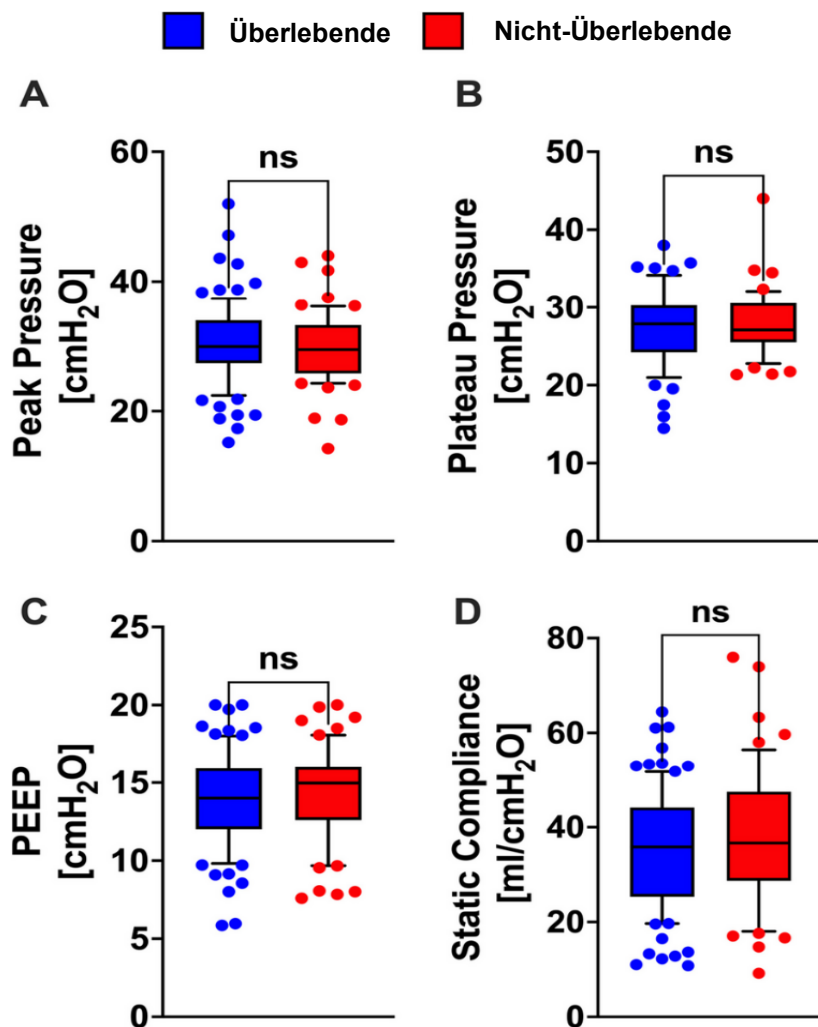 Überlebende Nicht-Überlebende
A
Peak Pressure
[cmH₂O]
60
40
20
0
ns
B
Plateau Pressure
[cmH₂O]
50
40
30
20
10
0
ns
C
PEEP
[cmH₂O]
25
20
15
10
5
0
ns
D
Static Compliance
[ml/cmH₂O]
80
60
40
20
0
ns